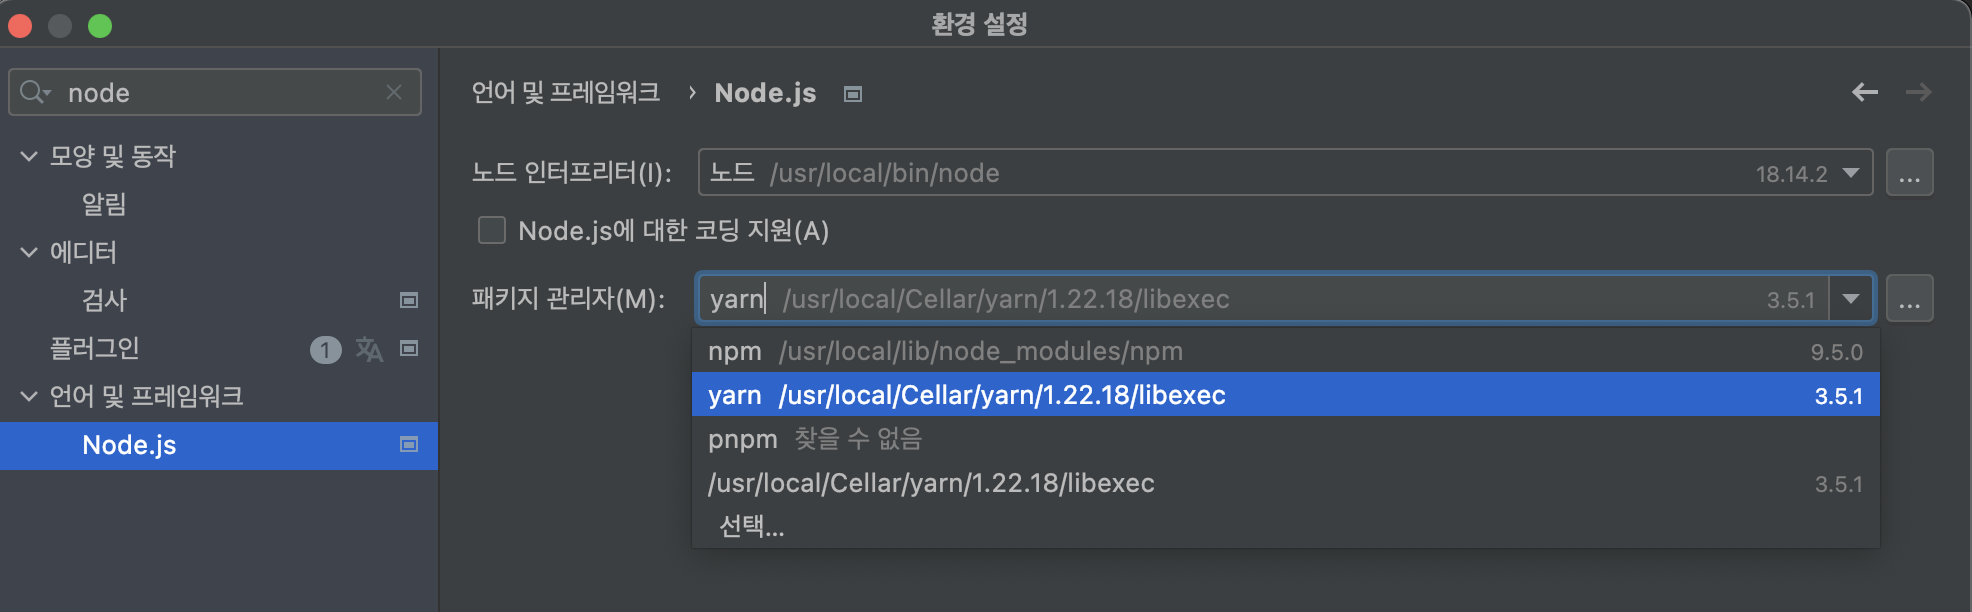 환경 설정
node
모양 및 동작
알림
에디터
검사
플러그인 1
언어 및 프레임워크
Node.js
언어 및 프레임워크 › Node.js
노드 인터프리터(I): 노드 /usr/local/bin/node 18.14.2 ...
Node.js에 대한 코딩 지원(A)
패키지 관리자(M): yarn /usr/local/Cellar/yarn/1.22.18/libexec 3.5.1 ...
npm /usr/local/lib/node_modules/npm 9.5.0
yarn /usr/local/Cellar/yarn/1.22.18/libexec 3.5.1
pnpm 찾을 수 없음
/usr/local/Cellar/yarn/1.22.18/libexec 3.5.1
선택...